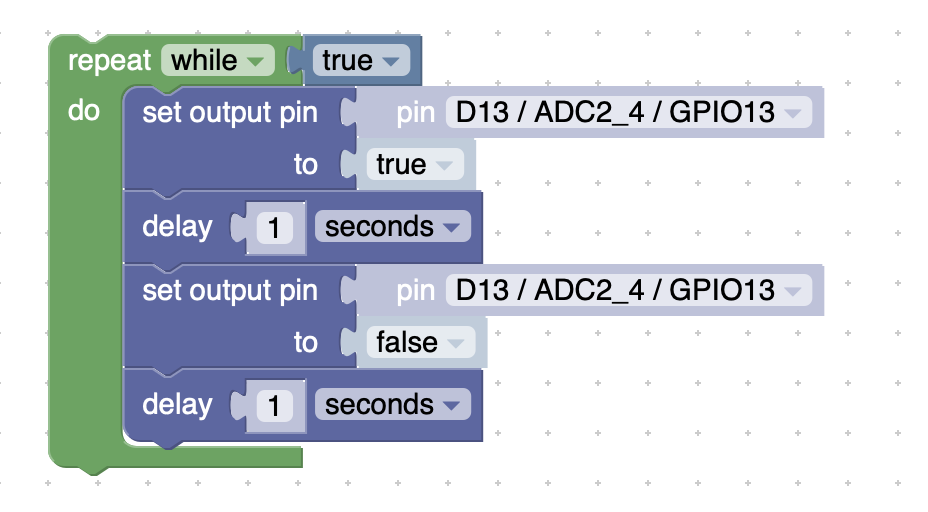 repeat while true
do set output pin pin D13 / ADC2_4 / GPIO13
to true
delay 1 seconds
set output pin pin D13 / ADC2_4 / GPIO13
to false
delay 1 seconds